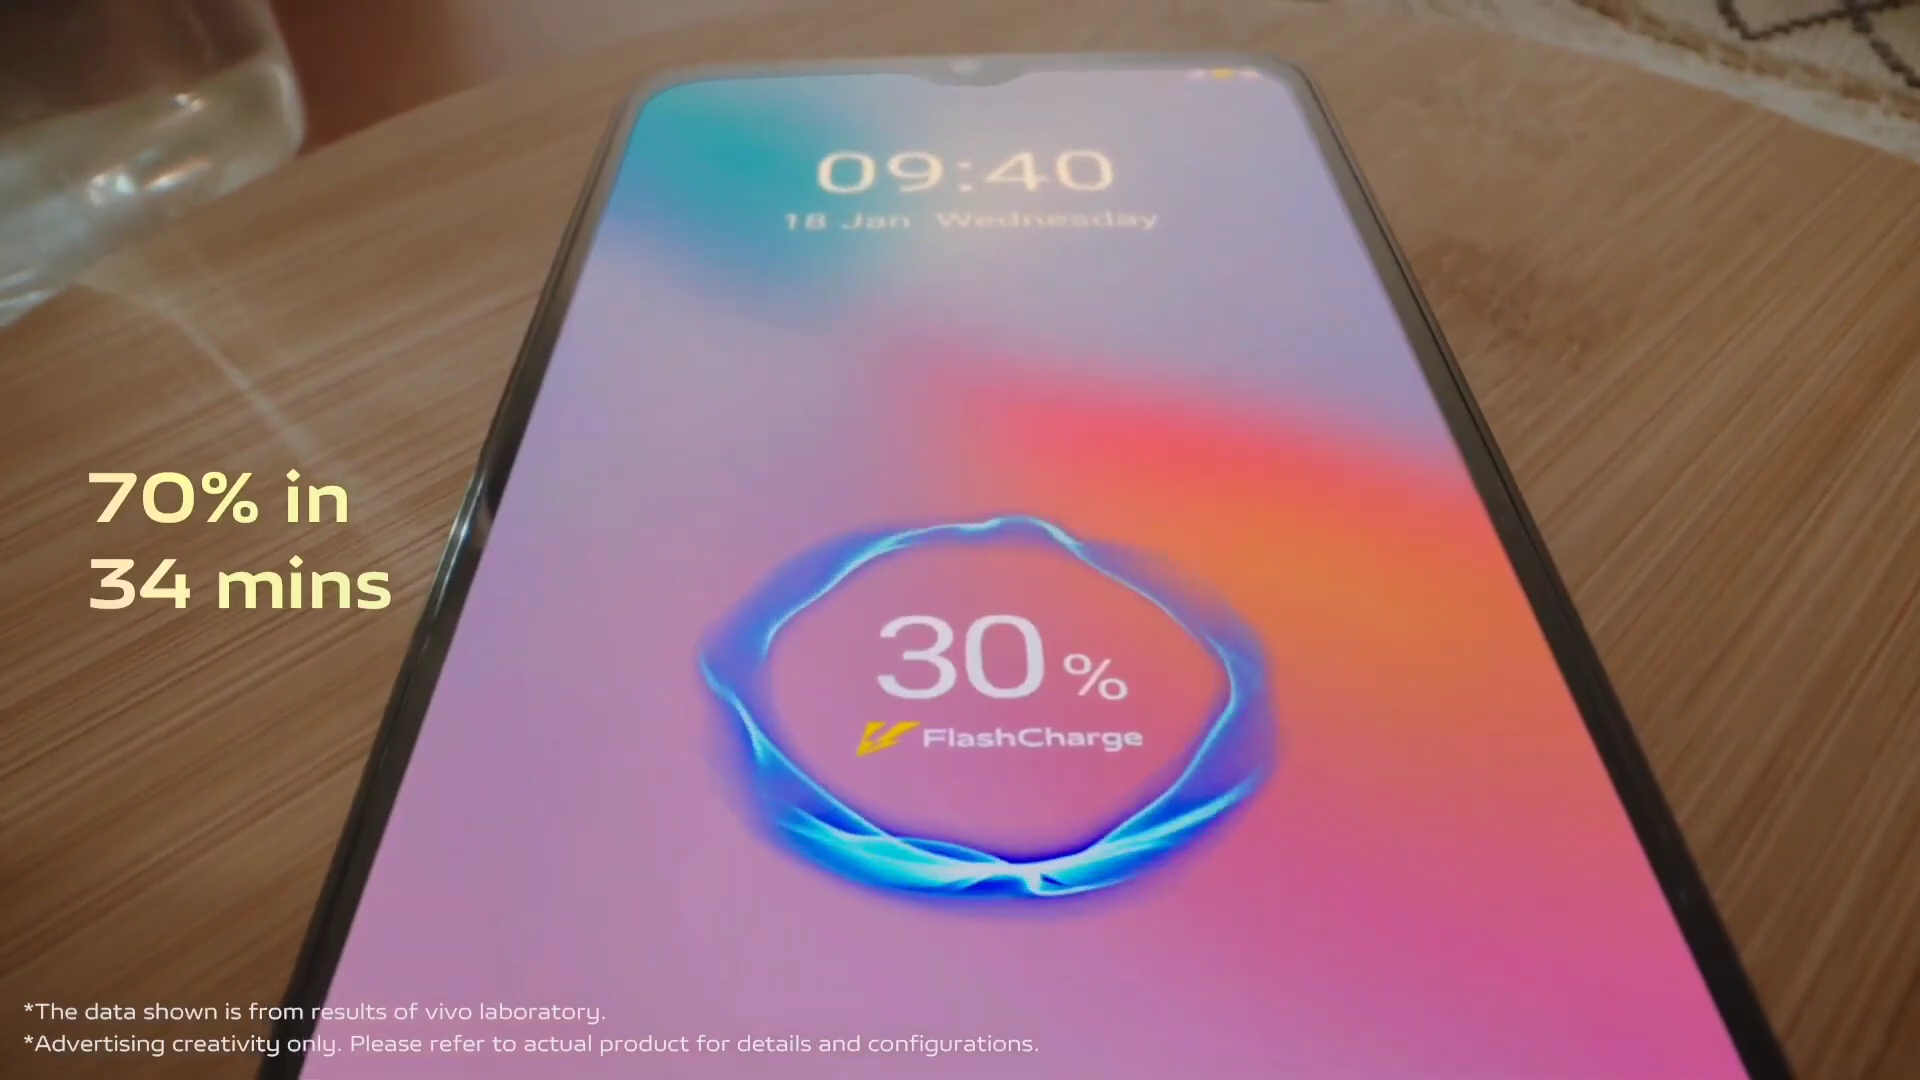 09:40
18 Jan Wednesday
70% in
34 mins
30%
FlashCharge
*The data shown is from results of vivo laboratory.
*Advertising creativity only. Please refer to actual product for details and configurations.